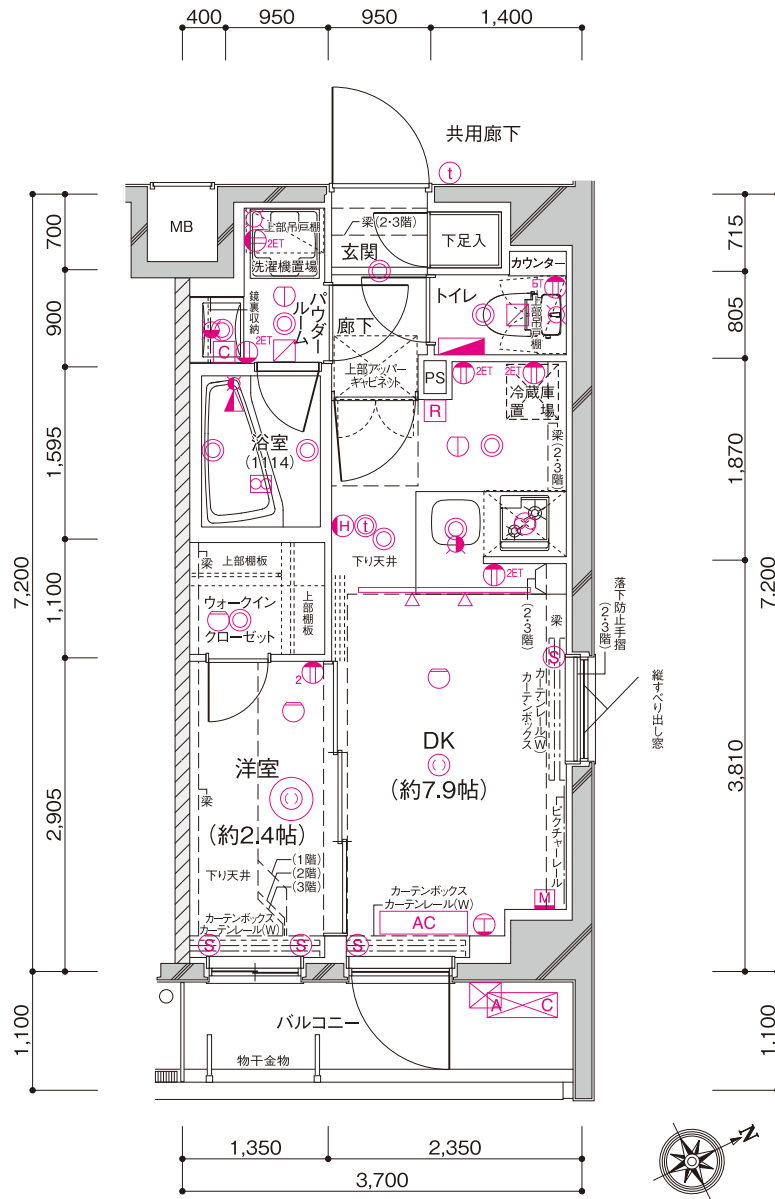 400
950
950
1,400
共用廊下
t
MB
上部吊戸棚
2ET
洗濯機置場
梁(2・3階)
玄関
下足入
カウンター
トイレ
ET
上部吊戸棚
700
900
1,595
1,100
2,905
7,200
1,100
715
805
1,870
3,810
7,200
1,100
鏡裏収納
パウダー
ルーム
廊下
2ET
C
上部アッパー
キャビネット
PS
R
2ET
2ET
冷蔵庫
置場
梁(2・3階)
浴室
(1114)
H
t
下り天井
2ET
梁
上部棚板
上部棚板
ウォークイン
クローゼット
梁
(2・3階)
落下防止手摺
(2・3階)
S
カーテンレール(W)
カーテンボックス
縦すべり出し窓
2
DK
(約7.9帖)
洋室
(約2.4帖)
梁
下り天井
(1階)
(2階)
(3階)
ピクチャーレール
M
カーテンボックス
カーテンレール(W)
カーテンボックス
カーテンレール(W)
AC
S
S
S
A
C
バルコニー
物干金物
1,350
2,350
3,700
N